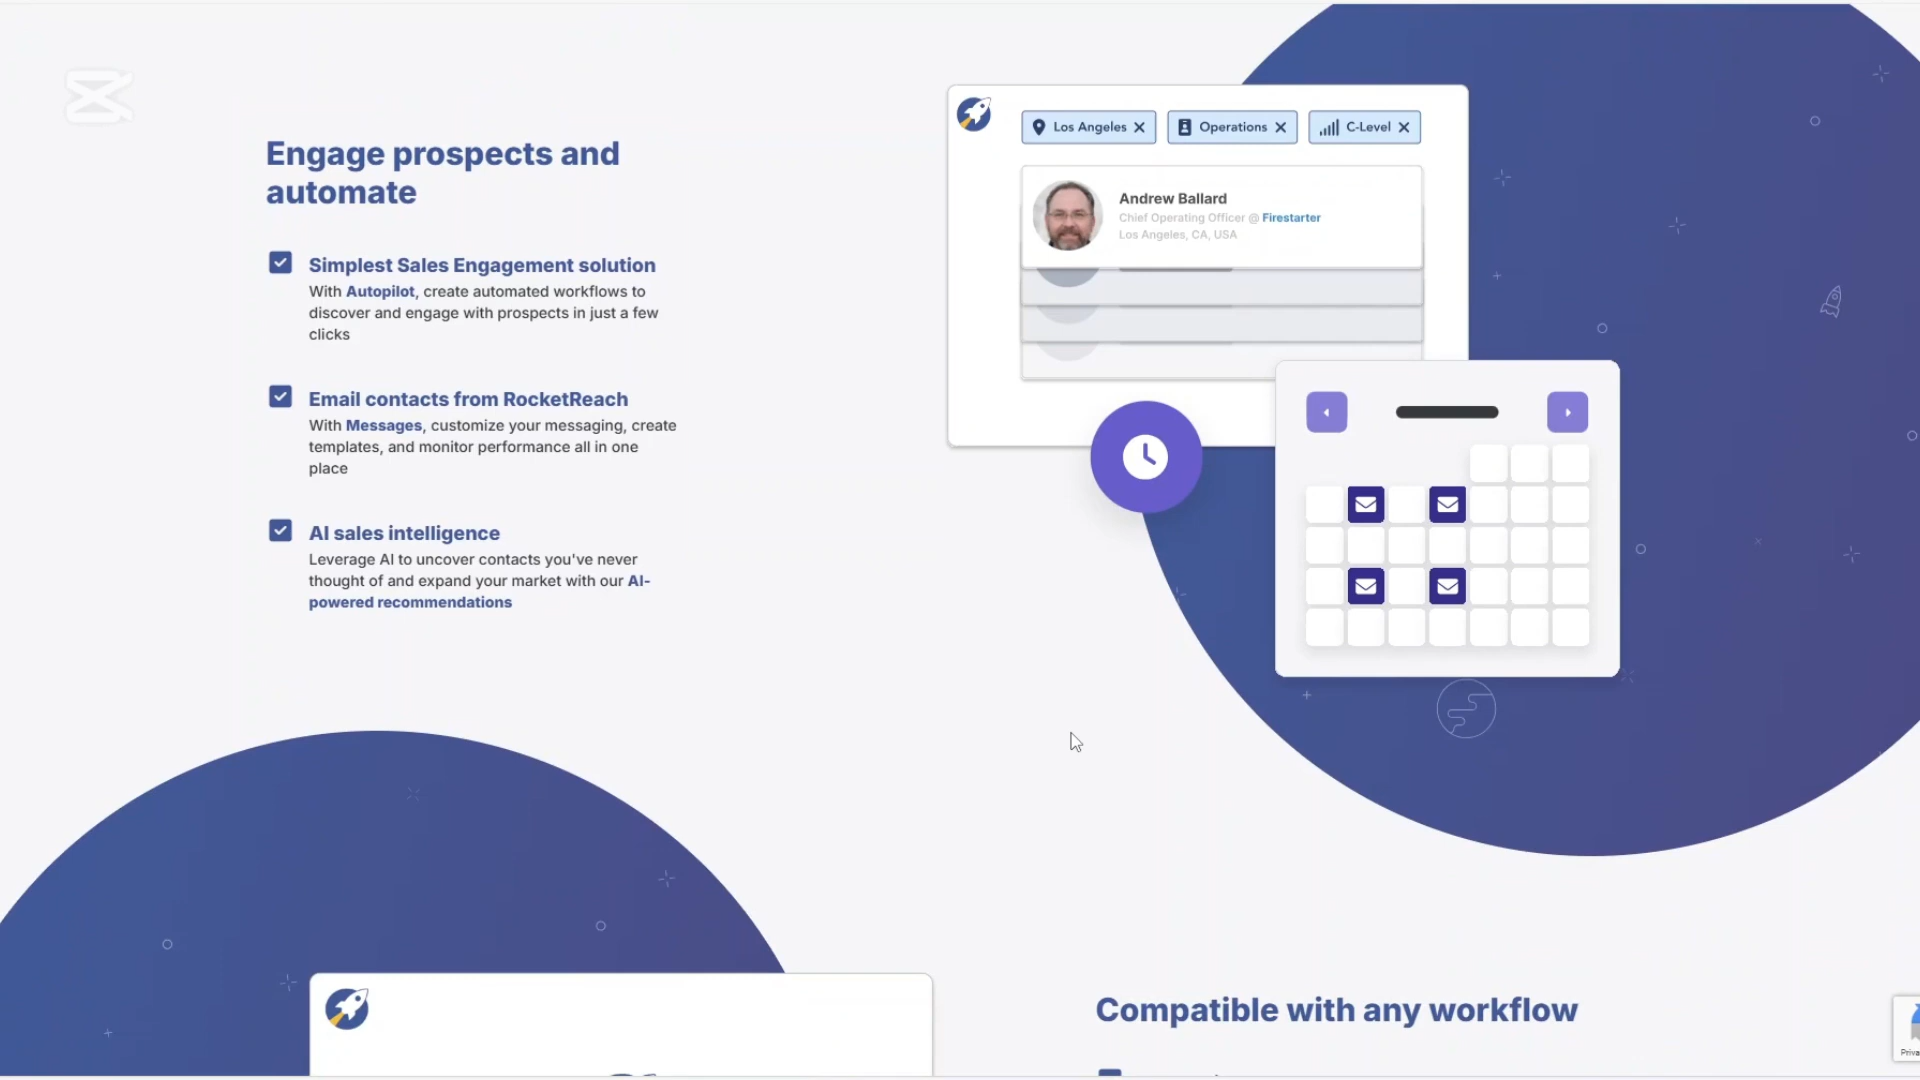 Engage prospects and
automate
Simplest Sales Engagement solution
With Autopilot, create automated workflows to
discover and engage with prospects in just a few
clicks
Email contacts from RocketReach
With Messages, customize your messaging, create
templates, and monitor performance all in one
place
AI sales intelligence
Leverage AI to uncover contacts you've never
thought of and expand your market with our AI-
powered recommendations
Los Angeles
Operations
C-Level
Andrew Ballard
Chief Operating Officer @ Firestarter
Los Angeles, CA, USA
Compatible with any workflow